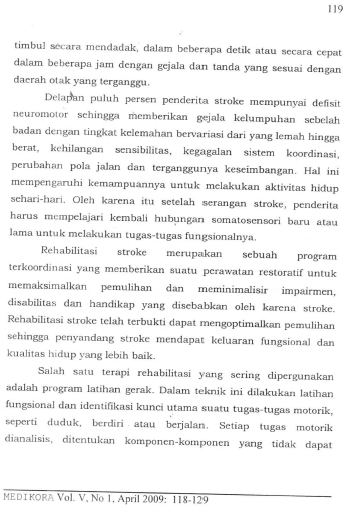 119
timbul secara mendadak, dalam beberapa detik atau secara cepat
dalam beberapa jam dengan gejala dan tanda yang sesuai dengan
daerah otak yang terganggu.
Delapan puluh persen penderita stroke mempunyai defisit
neuromotor sehingga memberikan gejala kelumpuhan sebelah
badan dengan tingkat kelemahan bervariasi dari yang lemah hingga
berat, kehilangan sensibilitas, kegagalan sistem koordinasi,
perubahan pola jalan dan terganggunya keseimbangan. Hal ini
mempengaruhi kemampuannya untuk melakukan aktivitas hidup
sehari-hari. Oleh karena itu setelah serangan stroke, penderita
harus mempelajari kembali hubungan somatosensori baru atau
lama untuk melakukan tugas-tugas fungsionalnya.
Rehabilitasi stroke merupakan sebuah program
terkoordinasi yang memberikan suatu perawatan restoratif untuk
memaksimalkan pemulihan dan meminimalisir impairmen,
disabilitas dan handikap yang disebabkan oleh karena stroke.
Rehabilitasi stroke telah terbukti dapat mengoptimalkan pemulihan
sehingga penyandang stroke mendapat keluaran fungsional dan
kualitas hidup yang lebih baik.
Salah satu terapi rehabilitasi yang sering dipergunakan
adalah program latihan gerak. Dalam teknik ini dilakukan latihan
fungsional dan identifikasi kunci utama suatu tugas-tugas motorik,
seperti duduk, berdiri atau berjalan. Setiap tugas motorik
dianalisis, ditentukan komponen-komponen yang tidak dapat
MEDIKORA Vol. V, No 1, April 2009: 118-129